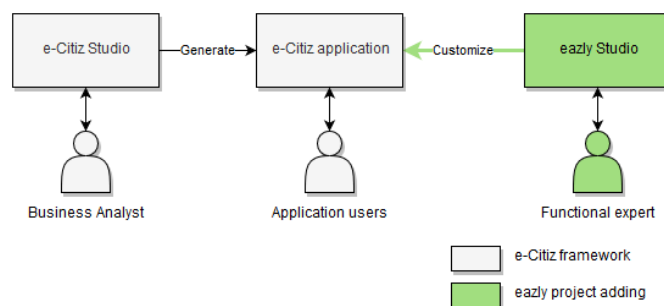 e-Citiz Studio
Generate
e-Citiz application
Customize
eazly Studio
Business Analyst
Application users
Functional expert
e-Citiz framework
eazly project adding